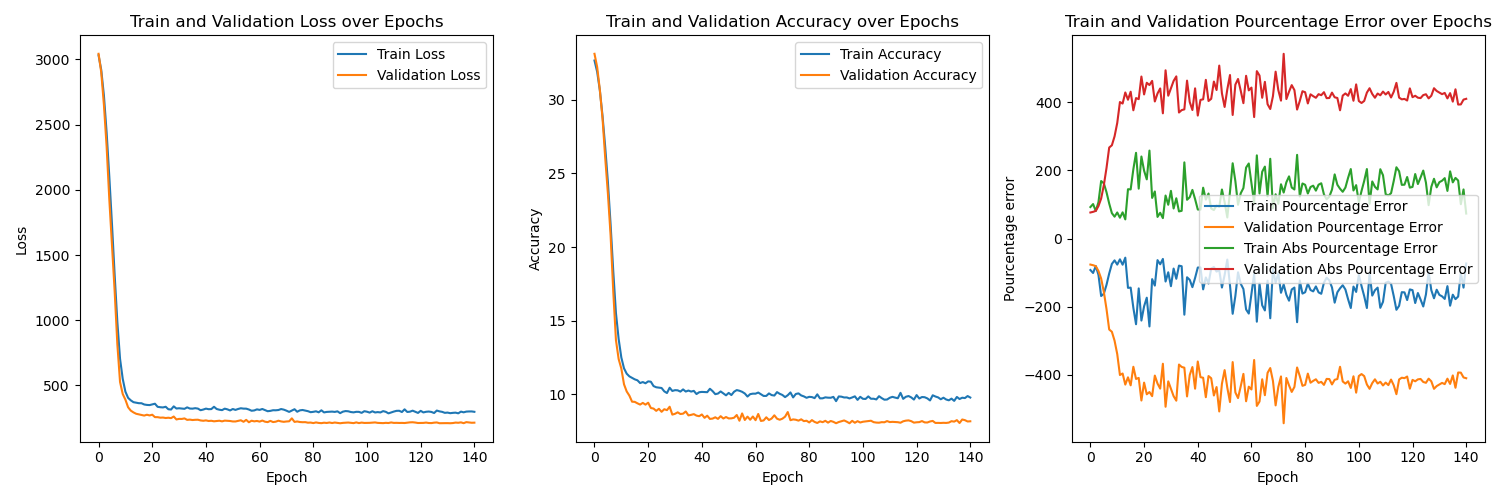 Train and Validation Loss over Epochs
Loss
3000
2500
2000
1500
1000
500
Train Loss
Validation Loss
0 20 40 60 80 100 120 140
Epoch
Train and Validation Accuracy over Epochs
Accuracy
30
25
20
15
10
Train Accuracy
Validation Accuracy
0 20 40 60 80 100 120 140
Epoch
Train and Validation Pourcentage Error over Epochs
Pourcentage error
400
200
0
−200
−400
Train Pourcentage Error
Validation Pourcentage Error
Train Abs Pourcentage Error
Validation Abs Pourcentage Error
0 20 40 60 80 100 120 140
Epoch